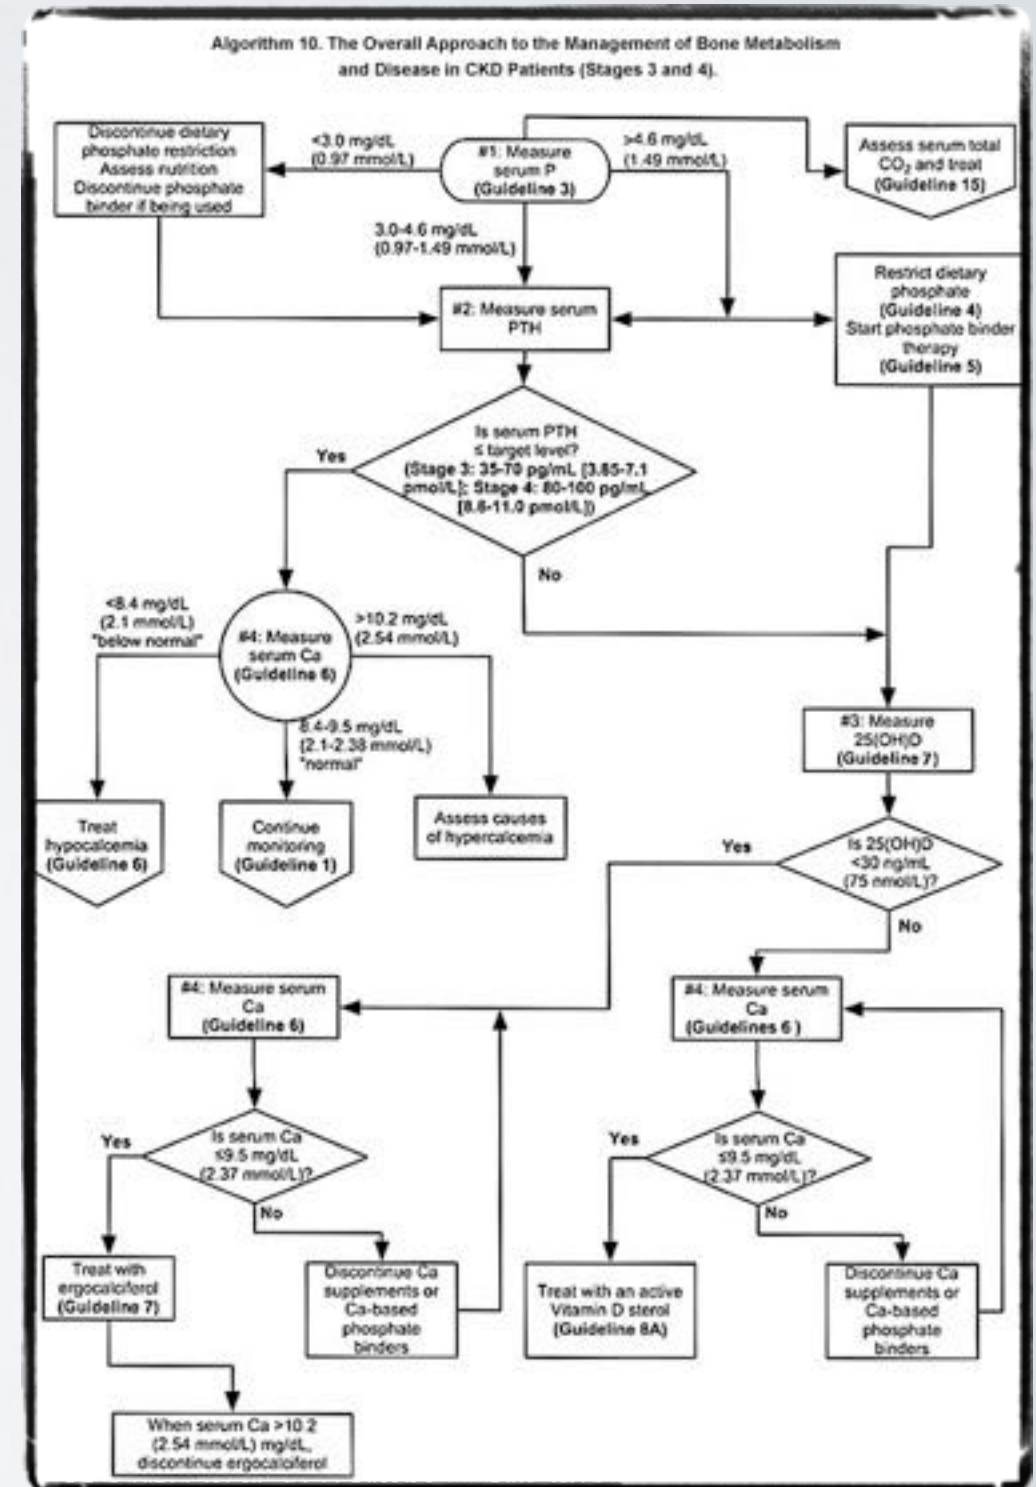 Algorithm 10. The Overall Approach to the Management of Bone Metabolism
and Disease in CKD Patients (Stages 3 and 4).
Discontinue dietary
phosphate restriction
Assess nutrition
Discontinue phosphate
binder if being used
<3.0 mg/dL
(0.97 mmol/L)
#1: Measure
serum P
(Guideline 3)
>4.6 mg/dL
(1.49 mmol/L)
Assess serum total
CO2 and treat
(Guideline 15)
3.0-4.6 mg/dL
(0.97-1.49 mmol/L)
#2: Measure serum
PTH
Restrict dietary
phosphate
(Guideline 4)
Start phosphate binder
therapy
(Guideline 5)
Is serum PTH
≤ target level?
(Stage 3: 35-70 pg/mL [3.85-7.1
pmol/L]; Stage 4: 80-100 pg/mL
[8.6-11.0 pmol/L])
Yes
No
<8.4 mg/dL
(2.1 mmol/L)
"below normal"
#4: Measure
serum Ca
(Guideline 6)
>10.2 mg/dL
(2.54 mmol/L)
8.4-9.5 mg/dL
(2.1-2.38 mmol/L)
"normal"
#3: Measure
25(OH)D
(Guideline 7)
Treat
hypocalcemia
(Guideline 6)
Continue
monitoring
(Guideline 1)
Assess causes
of hypercalcemia
Is 25(OH)D
<30 ng/mL
(75 nmol/L)?
Yes
No
#4: Measure serum
Ca
(Guideline 6)
#4: Measure serum
Ca
(Guidelines 6 )
Is serum Ca
≤9.5 mg/dL
(2.37 mmol/L)?
Yes
No
Is serum Ca
≤9.5 mg/dL
(2.37 mmol/L)?
Yes
No
Treat with
ergocalciferol
(Guideline 7)
Discontinue Ca
supplements or
Ca-based
phosphate
binders
Treat with an active
Vitamin D sterol
(Guideline 8A)
Discontinue Ca
supplements or
Ca-based
phosphate
binders
When serum Ca >10.2
(2.54 mmol/L) mg/dL,
discontinue ergocalciferol